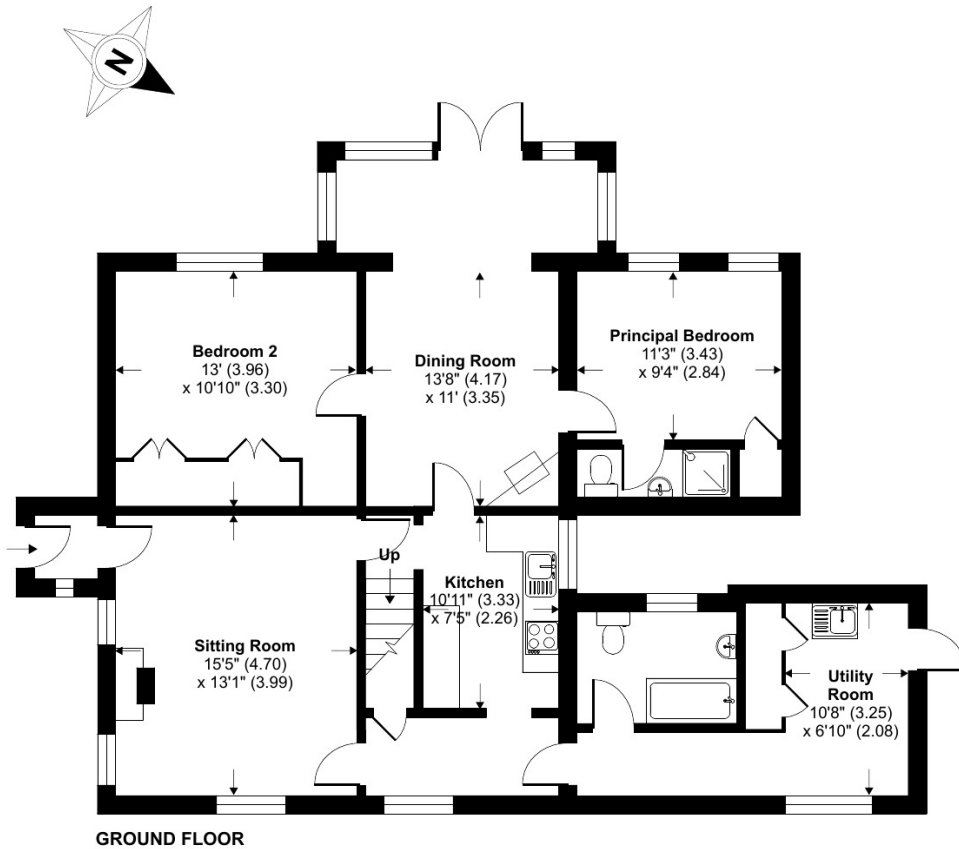 N
Bedroom 2
13' (3.96)
x 10'10" (3.30)
Dining Room
13'8" (4.17)
x 11' (3.35)
Principal Bedroom
11'3" (3.43)
x 9'4" (2.84)
Up
Kitchen
10'11" (3.33)
x 7'5" (2.26)
Sitting Room
15'5" (4.70)
x 13'1" (3.99)
Utility
Room
10'8" (3.25)
x 6'10" (2.08)
GROUND FLOOR